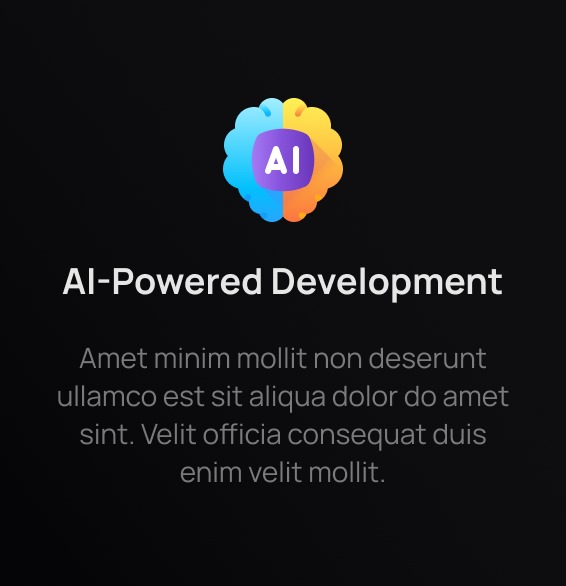 AI
AI-Powered Development
Amet minim mollit non deserunt
ullamco est sit aliqua dolor do amet
sint. Velit officia consequat duis
enim velit mollit.